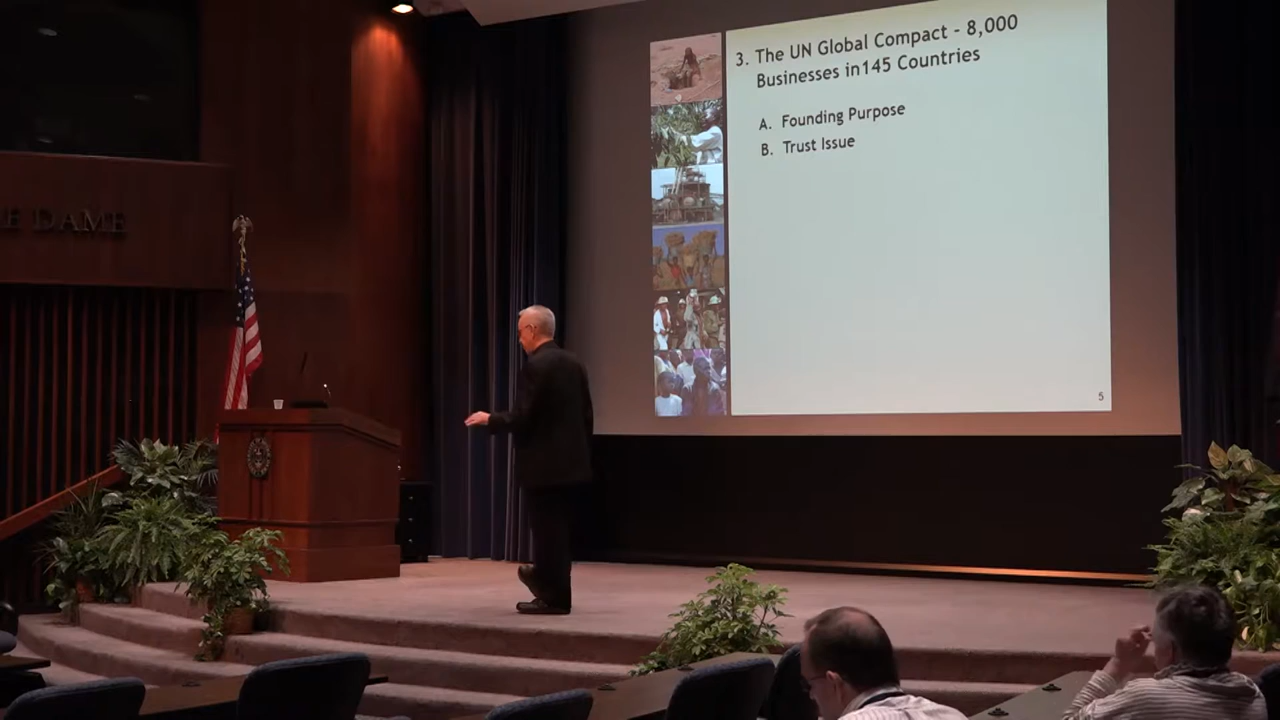 E DAME
3. The UN Global Compact - 8,000
Businesses in145 Countries
A. Founding Purpose
B. Trust Issue
5